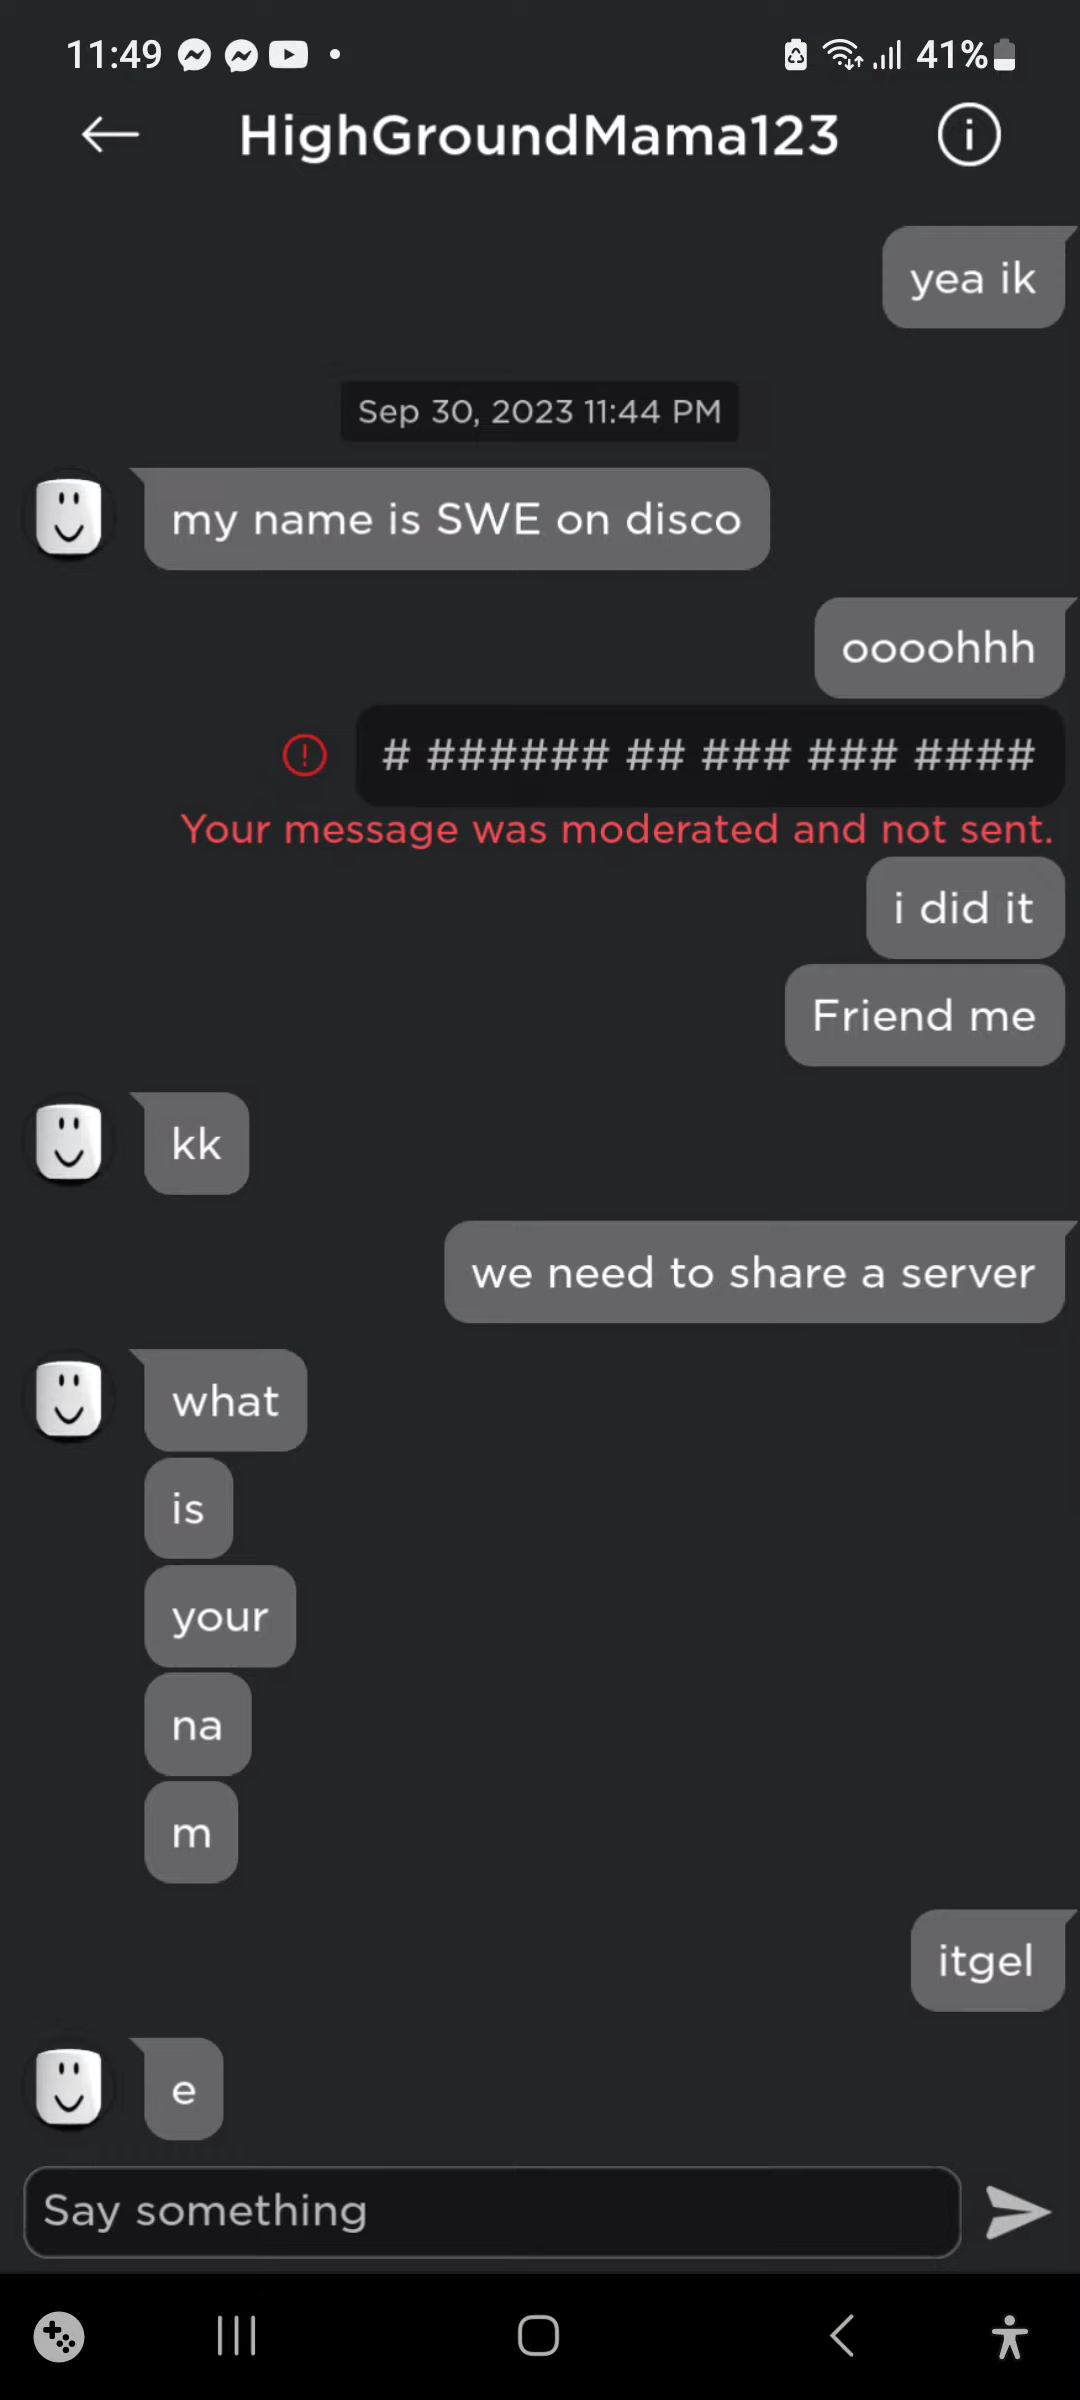 11:49
41%
HighGroundMama123
yea ik
Sep 30, 2023 11:44 PM
my name is SWE on disco
oooohhh
# ###### ## ### ### ####
Your message was moderated and not sent.
i did it
Friend me
kk
we need to share a server
what
is
your
na
m
itgel
e
Say something